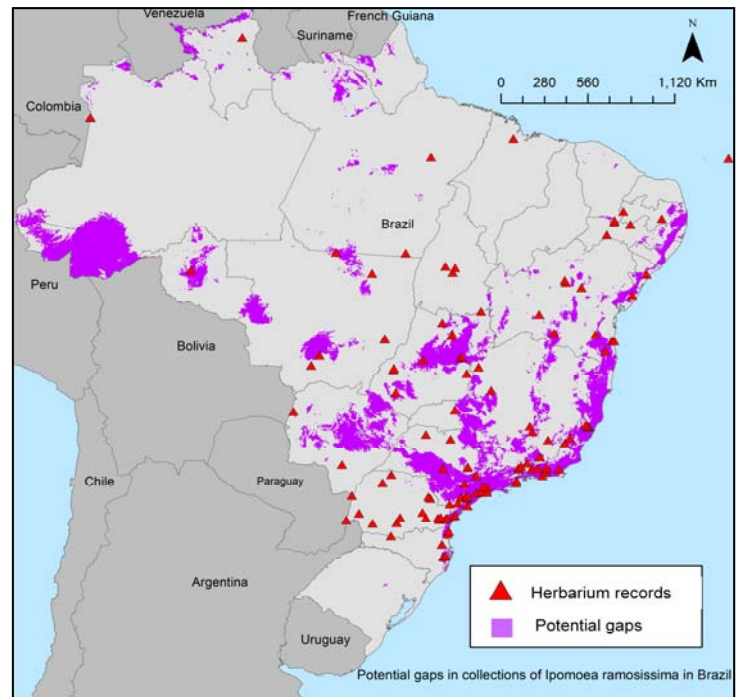 Venezuela
French Guiana
Suriname
Colombia
0 280 560 1,120 Km
N
Brazil
Peru
Bolivia
Chile
Paraguay
Argentina
Uruguay
Herbarium records
Potential gaps
Potential gaps in collections of Ipomoea ramosissima in Brazil